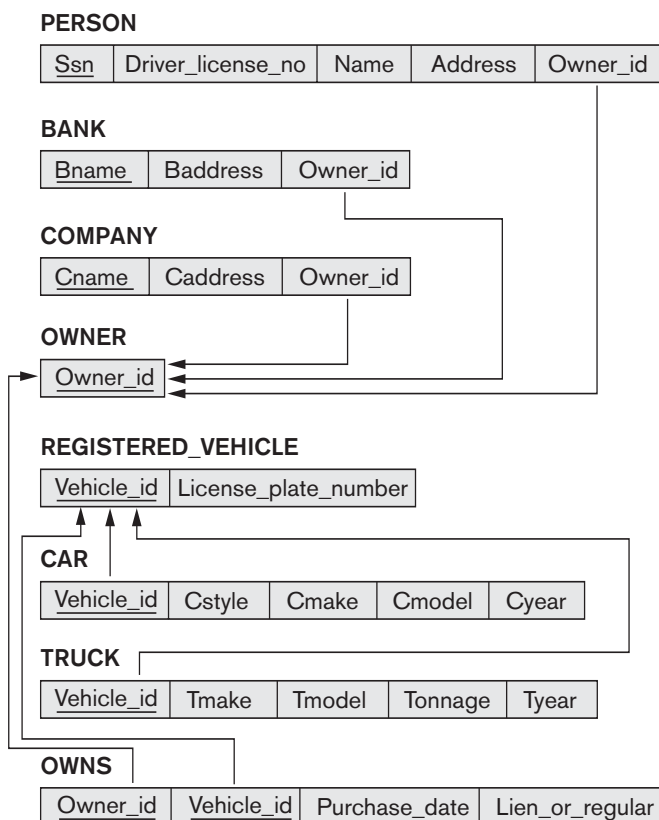 PERSON
Ssn Driver_license_no Name Address Owner_id
BANK
Bname Baddress Owner_id
COMPANY
Cname Caddress Owner_id
OWNER
Owner_id
REGISTERED_VEHICLE
Vehicle_id License_plate_number
CAR
Vehicle_id Cstyle Cmake Cmodel Cyear
TRUCK
Vehicle_id Tmake Tmodel Tonnage Tyear
OWNS
Owner_id Vehicle_id Purchase_date Lien_or_regular